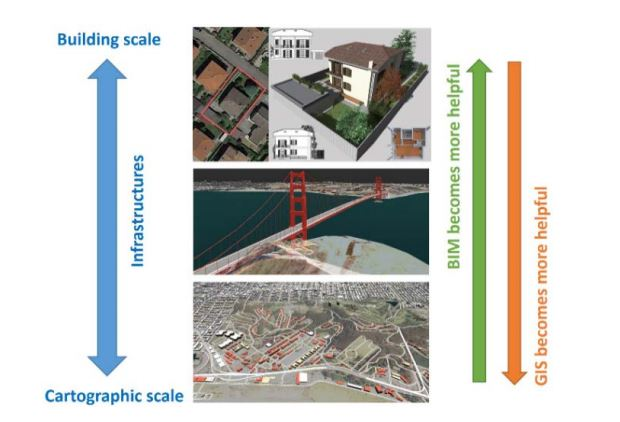 Building scale
Infrastructures
Cartographic scale
BIM becomes more helpful
GIS becomes more helpful